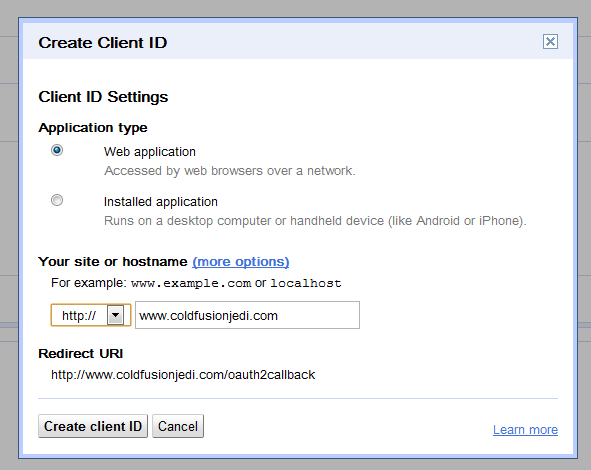 Create Client ID
Client ID Settings
Application type
Web application
Accessed by web browsers over a network.
Installed application
Runs on a desktop computer or handheld device (like Android or iPhone).
Your site or hostname (more options)
For example: www.example.com or localhost
http:// www.coldfusionjedi.com
Redirect URI
http://www.coldfusionjedi.com/oauth2callback
Create client ID Cancel Learn more